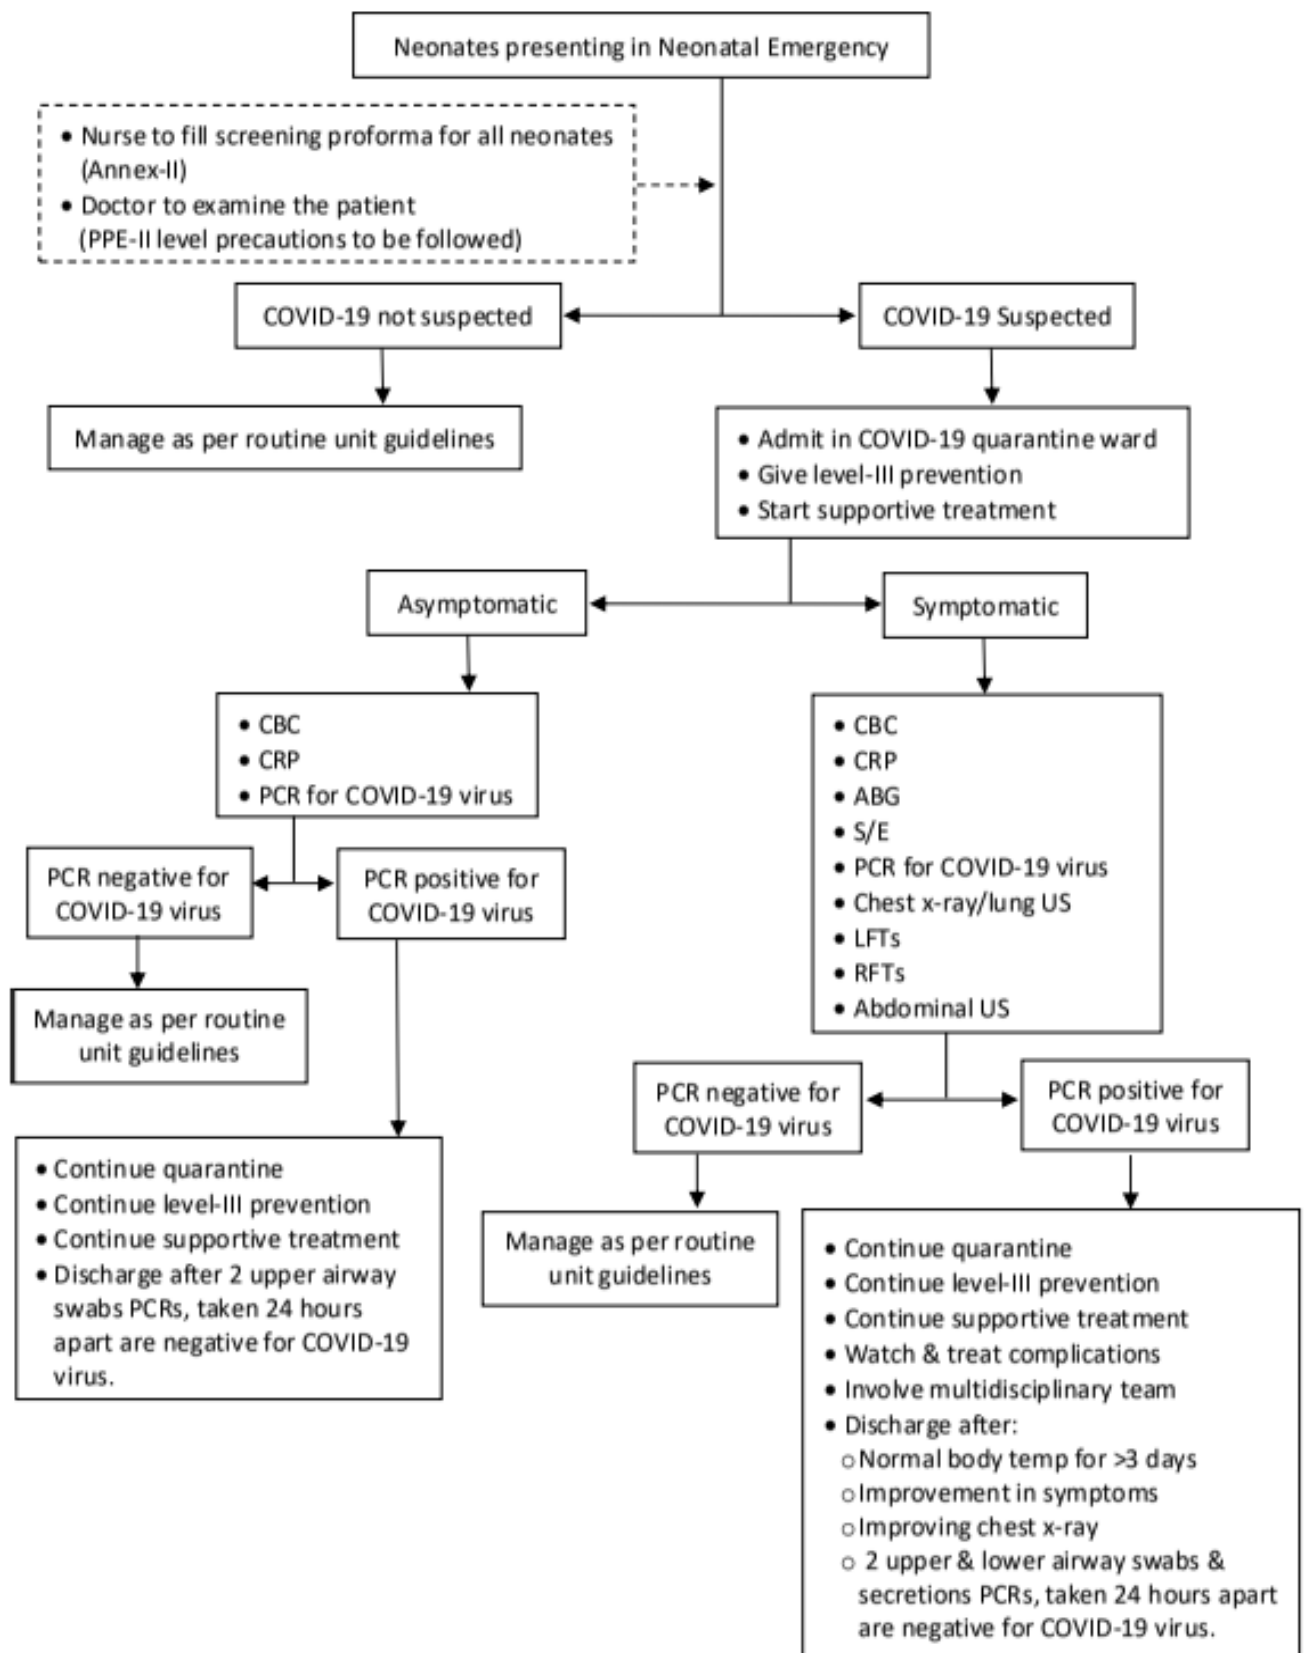 Neonates presenting in Neonatal Emergency
• Nurse to fill screening proforma for all neonates
(Annex-II)
• Doctor to examine the patient
(PPE-II level precautions to be followed)
COVID-19 not suspected
COVID-19 Suspected
Manage as per routine unit guidelines
• Admit in COVID-19 quarantine ward
• Give level-III prevention
• Start supportive treatment
Asymptomatic
Symptomatic
• CBC
• CRP
• PCR for COVID-19 virus
• CBC
• CRP
• ABG
• S/E
• PCR for COVID-19 virus
• Chest x-ray/lung US
• LFTs
• RFTs
• Abdominal US
PCR negative for
COVID-19 virus
PCR positive for
COVID-19 virus
Manage as per routine
unit guidelines
• Continue quarantine
• Continue level-III prevention
• Continue supportive treatment
• Discharge after 2 upper airway
swabs PCRs, taken 24 hours
apart are negative for COVID-19
virus.
PCR negative for
COVID-19 virus
PCR positive for
COVID-19 virus
Manage as per routine
unit guidelines
• Continue quarantine
• Continue level-III prevention
• Continue supportive treatment
• Watch & treat complications
• Involve multidisciplinary team
• Discharge after:
o Normal body temp for >3 days
o Improvement in symptoms
o Improving chest x-ray
o 2 upper & lower airway swabs &
secretions PCRs, taken 24 hours apart
are negative for COVID-19 virus.